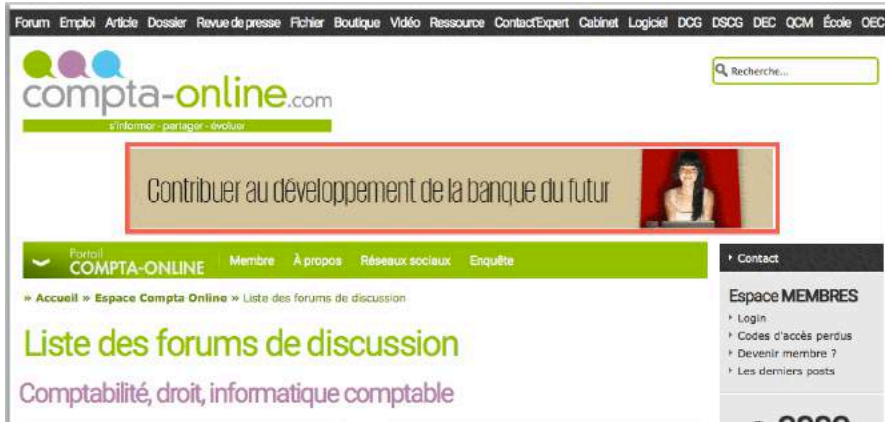 Forum Emploi Article Dossier Revue de presse Fichier Boutique Vidéo Ressource Contact'Expert Cabinet Logiciel DCG DSCG DEC QCM École OEC
compta-online.com
s'informer - partager - évoluer
Recherche...
Contribuer au développement de la banque du futur
Portail
COMPTA-ONLINE
Membre À propos Réseaux sociaux Enquête
» Accueil » Espace Compta Online » Liste des forums de discussion
Liste des forums de discussion
Comptabilité, droit, informatique comptable
Contact
Espace MEMBRES
Login
Codes d'accès perdus
Devenir membre ?
Les derniers posts